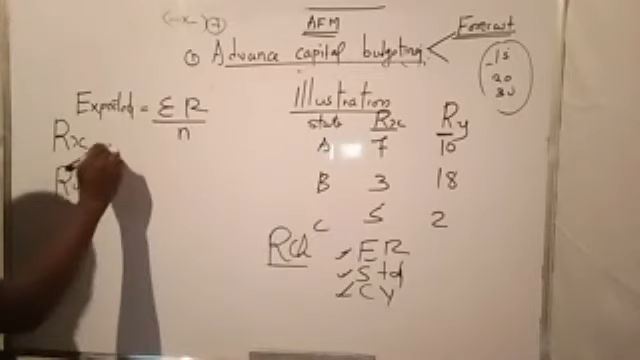 AFM
① Advance capital budgeting
Forecast
-15
20
30
Expected = ΣR
n
Illustration
state Rx Ry
A 7 10
B 3 18
C 5 2
Rx
Rqd
✓ ER
✓ Std
✓ CV